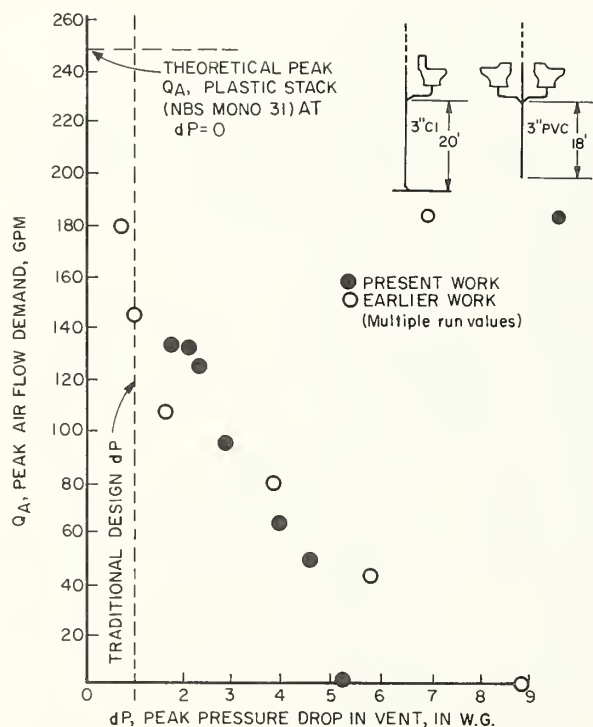 260
240
220
200
180
160
140
120
100
80
60
40
20
0
1
2
3
4
5
6
7
8
9
QA, PEAK AIR FLOW DEMAND, GPM
dP, PEAK PRESSURE DROP IN VENT, IN W.G.
THEORETICAL PEAK
QA, PLASTIC STACK
(NBS MONO 31) AT
dP=0
TRADITIONAL DESIGN dP
3"CI
20'
3"PVC
18'
PRESENT WORK
EARLIER WORK
(Multiple run values)